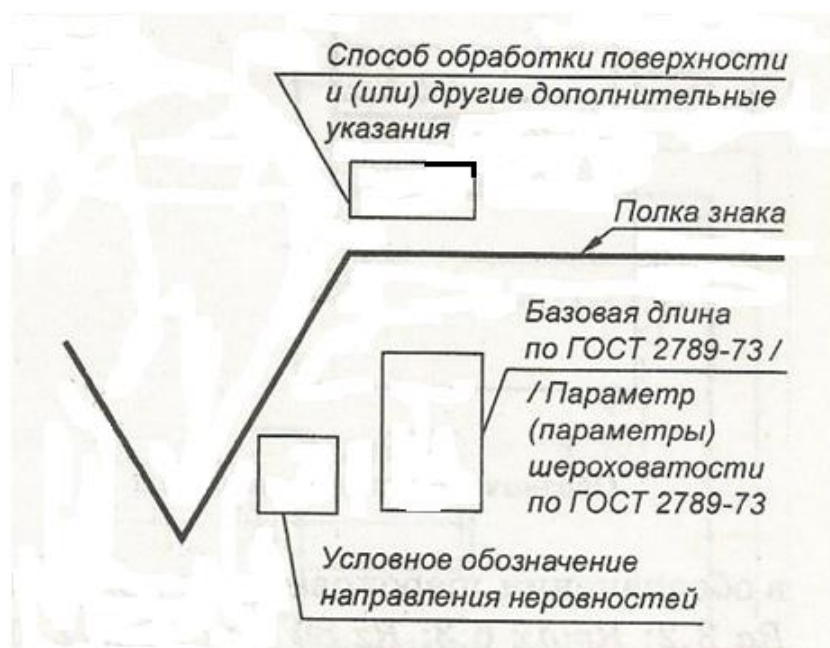 Способ обработки поверхности
и (или) другие дополнительные
указания
Полка знака
Базовая длина
по ГОСТ 2789-73 /
/ Параметр
(параметры)
шероховатости
по ГОСТ 2789-73
Условное обозначение
направления неровностей